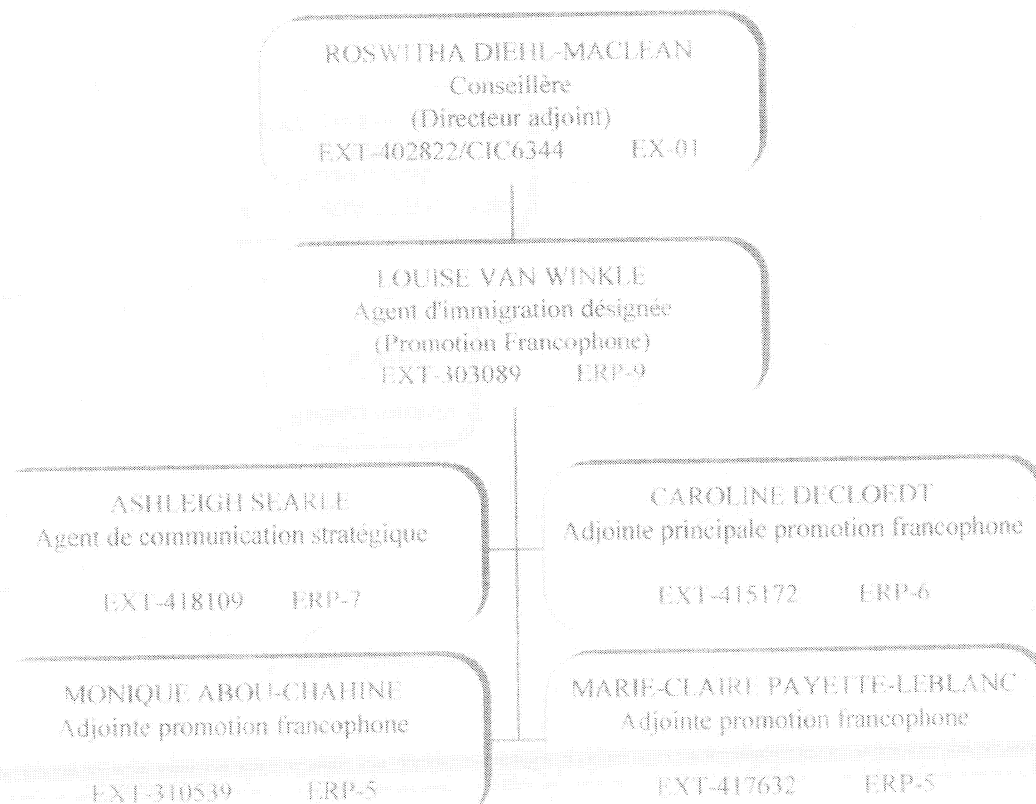 ROSWITHA DIEHL-MACLEAN
Conseillère
(Directeur adjoint)
EXT-402822/CIC6344 EX-01
LOUISE VAN WINKLE
Agent d'immigration désignée
(Promotion Francophone)
EXT-303089 ERP-9
ASHLEIGH SEARLE
Agent de communication stratégique
EXT-418109 ERP-7
CAROLINE DECLOEDT
Adjointe principale promotion francophone
EXT-415172 ERP-6
MONIQUE ABOU-CHAHINE
Adjointe promotion francophone
EXT-310539 ERP-5
MARIE-CLAIRE PAYETTE-LEBLANC
Adjointe promotion francophone
EXT-417632 ERP-5